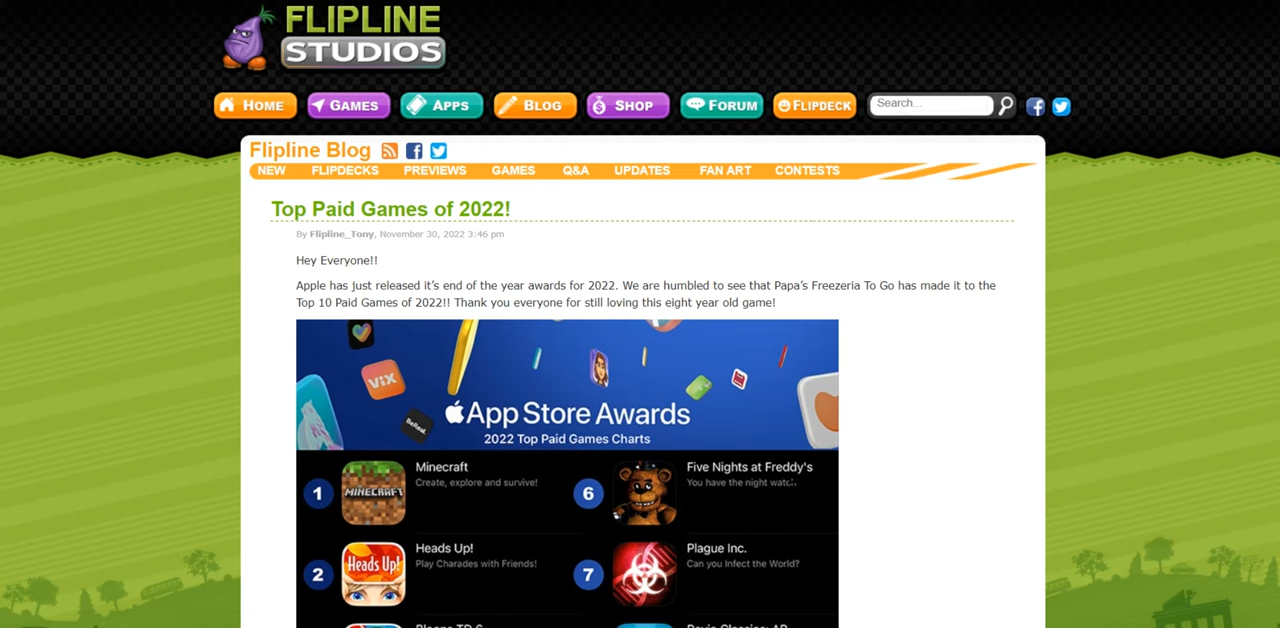 FLIPLINE
STUDIOS
HOME GAMES APPS BLOG SHOP FORUM FLIPDECK Search...
Flipline Blog
NEW FLIPDECKS PREVIEWS GAMES Q&A UPDATES FAN ART CONTESTS
Top Paid Games of 2022!
By Flipline_Tony, November 30, 2022 3:46 pm
Hey Everyone!!
Apple has just released it’s end of the year awards for 2022. We are humbled to see that Papa’s Freezeria To Go has made it to the
Top 10 Paid Games of 2022!! Thank you everyone for still loving this eight year old game!
ViX
BeReal.
App Store Awards
2022 Top Paid Games Charts
1 MINECRAFT Minecraft
Create, explore and survive!
6 Five Nights at Freddy's
You have the night watch.
2 Heads Up! Heads Up!
Play Charades with Friends!
7 Plague Inc.
Can you Infect the World?